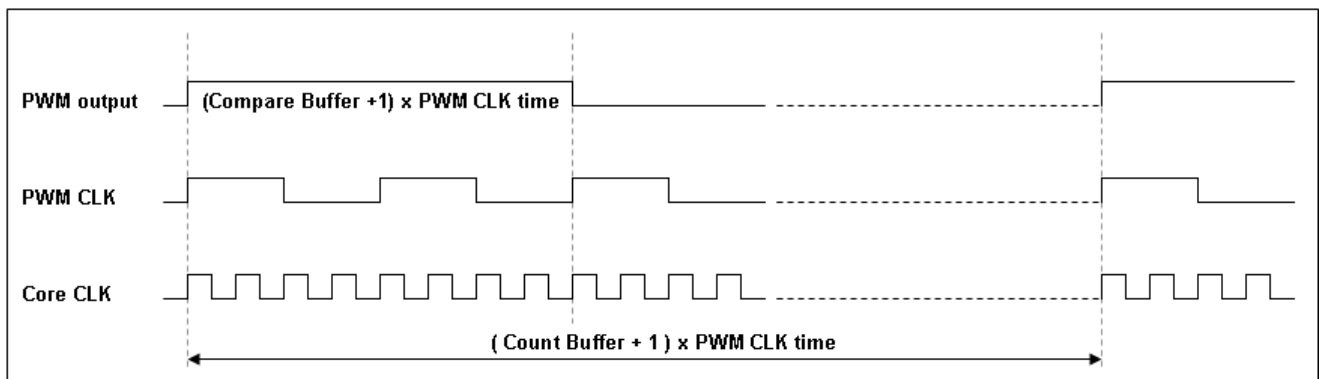 PWM output
(Compare Buffer +1) x PWM CLK time
PWM CLK
Core CLK
( Count Buffer + 1 ) x PWM CLK time